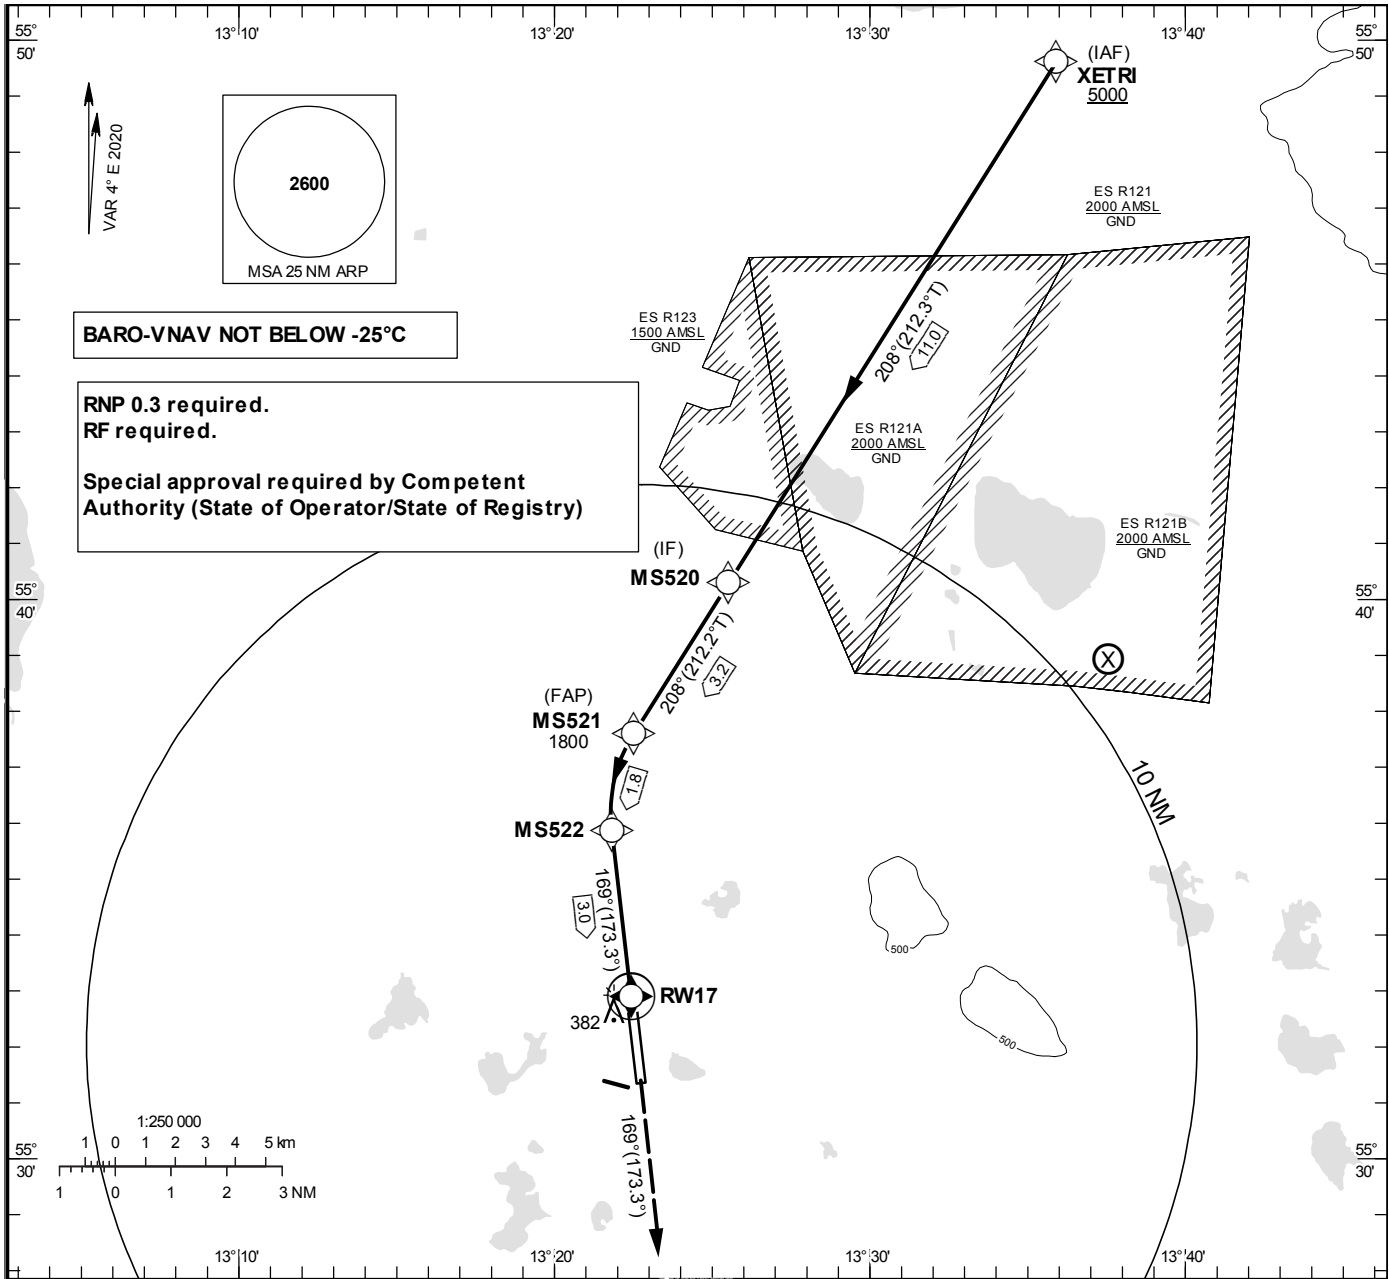 13°10'
13°20'
13°30'
13°40'
55°
50'
55°
50'
(IAF)
XETRI
5000
VAR 4° E 2020
2600
MSA 25 NM ARP
ES R121
2000 AMSL
GND
BARO-VNAV NOT BELOW -25°C
ES R123
1500 AMSL
GND
208°(212.3°T)
11.0
RNP 0.3 required.
RF required.
Special approval required by Competent
Authority (State of Operator/State of Registry)
ES R121A
2000 AMSL
GND
ES R121B
2000 AMSL
GND
(IF)
MS520
55°
40'
55°
40'
208°(212.2°T)
3.2
X
(FAP)
MS521
1800
1.8
10 NM
MS522
169°(173.3°)
3.0
500
RW17
382
500
169°(173.3°)
1:250 000
1 0 1 2 3 4 5 km
1 0 1 2 3 NM
55°
30'
55°
30'
13°10'
13°20'
13°30'
13°40'